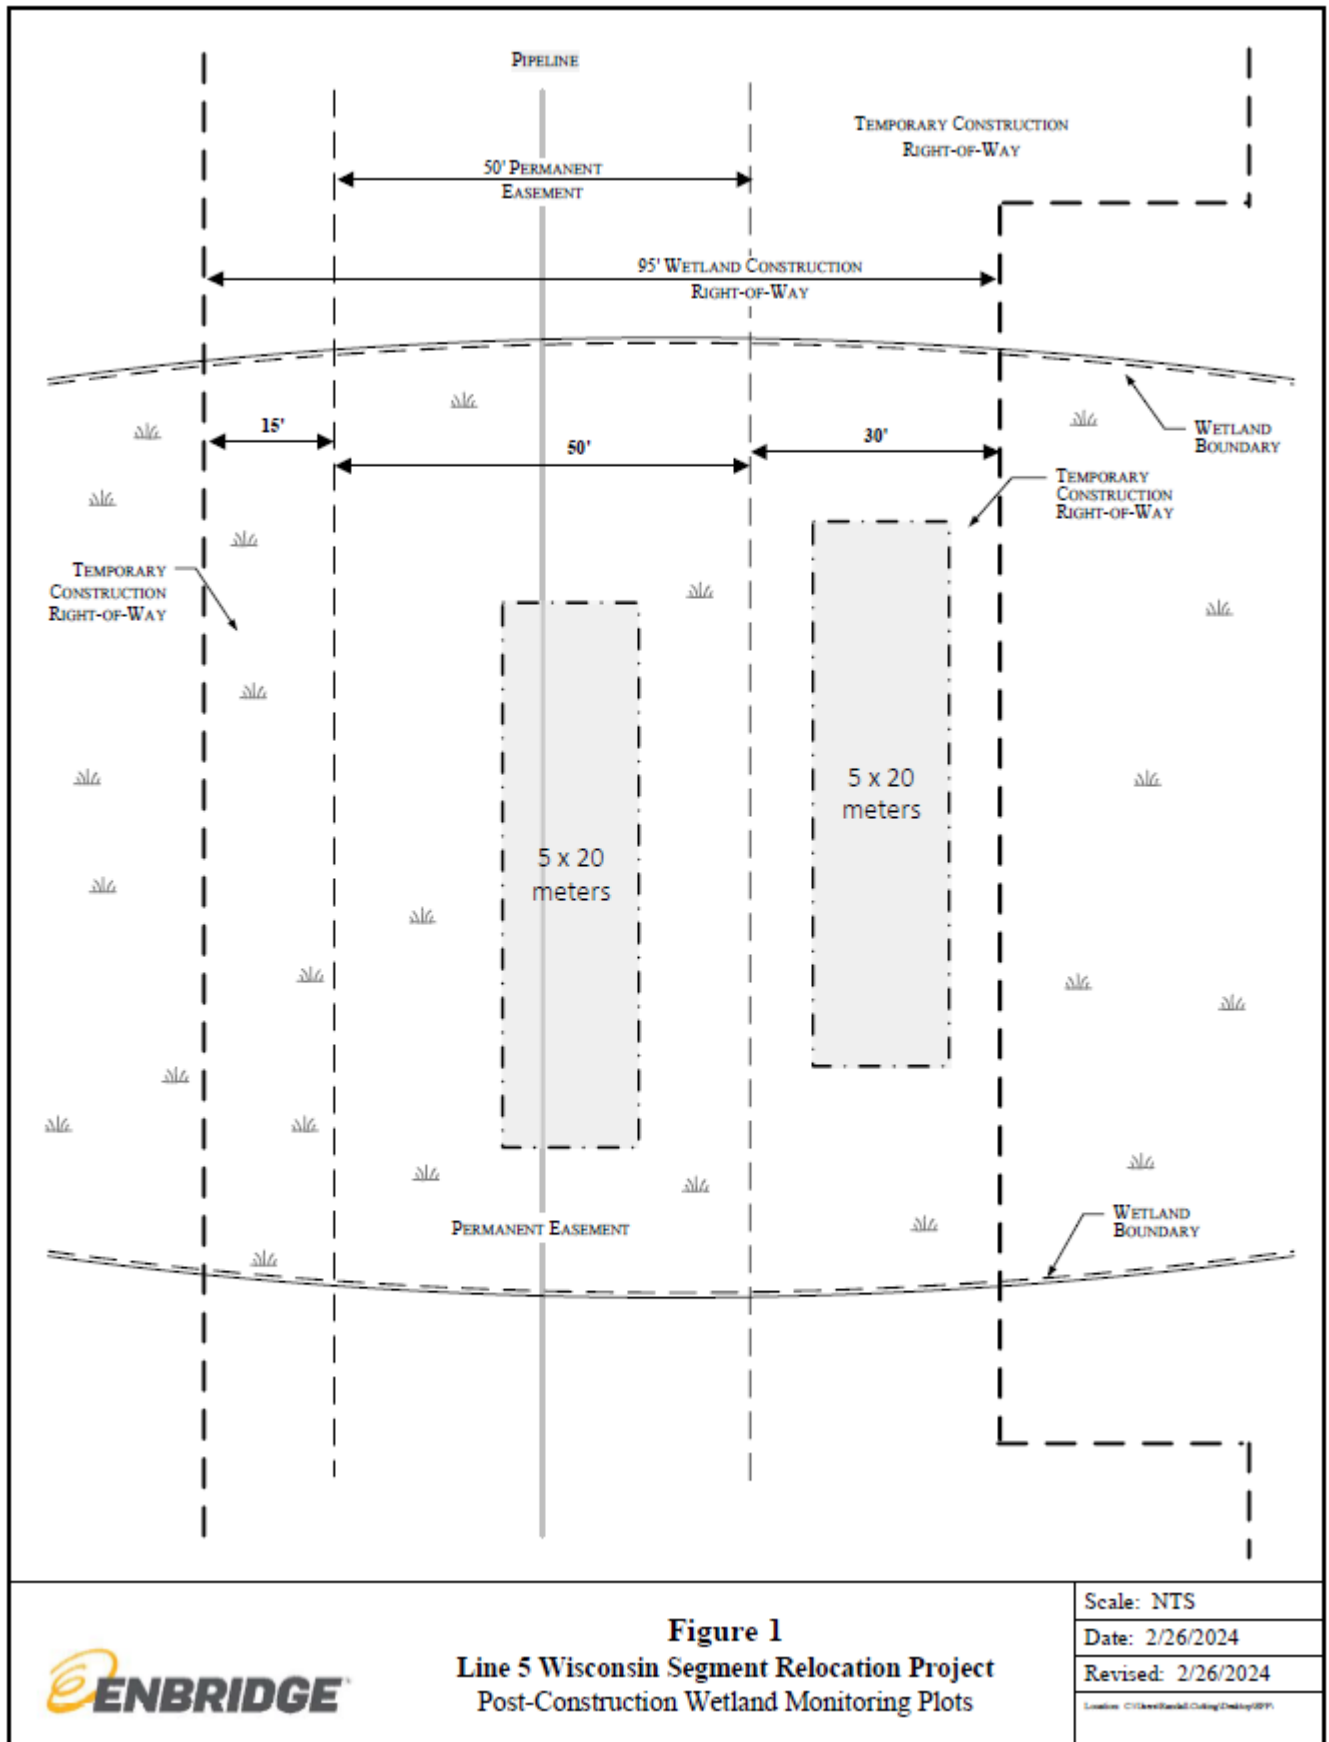 PIPELINE
TEMPORARY CONSTRUCTION
RIGHT-OF-WAY
50' PERMANENT
EASEMENT
95' WETLAND CONSTRUCTION
RIGHT-OF-WAY
15'
50'
30'
WETLAND
BOUNDARY
TEMPORARY
CONSTRUCTION
RIGHT-OF-WAY
TEMPORARY
CONSTRUCTION
RIGHT-OF-WAY
5 x 20
meters
5 x 20
meters
PERMANENT EASEMENT
WETLAND
BOUNDARY
ENBRIDGE
Figure 1
Line 5 Wisconsin Segment Relocation Project
Post-Construction Wetland Monitoring Plots
Scale: NTS
Date: 2/26/2024
Revised: 2/26/2024
Location: